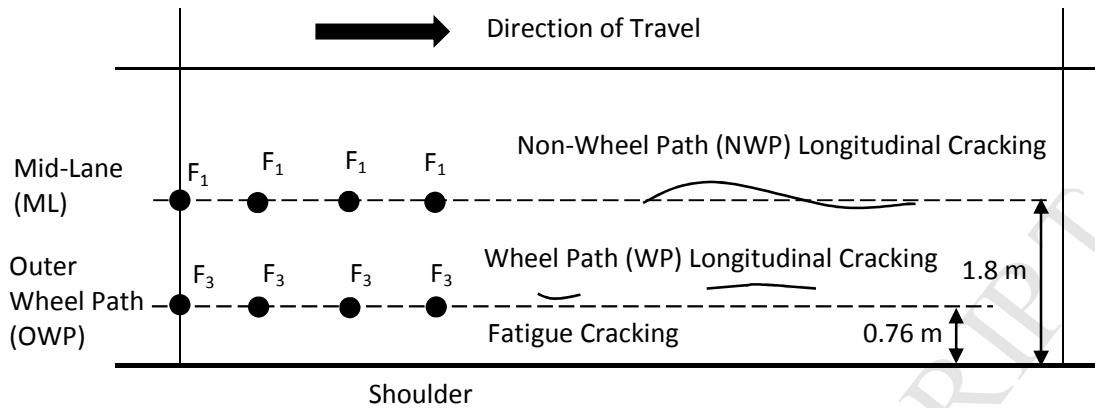 Direction of Travel
Non-Wheel Path (NWP) Longitudinal Cracking
Mid-Lane
(ML)
F1 F1 F1 F1
Outer
Wheel Path
(OWP)
F3 F3 F3 F3
Wheel Path (WP) Longitudinal Cracking
1.8 m
Fatigue Cracking
0.76 m
Shoulder
RIPT